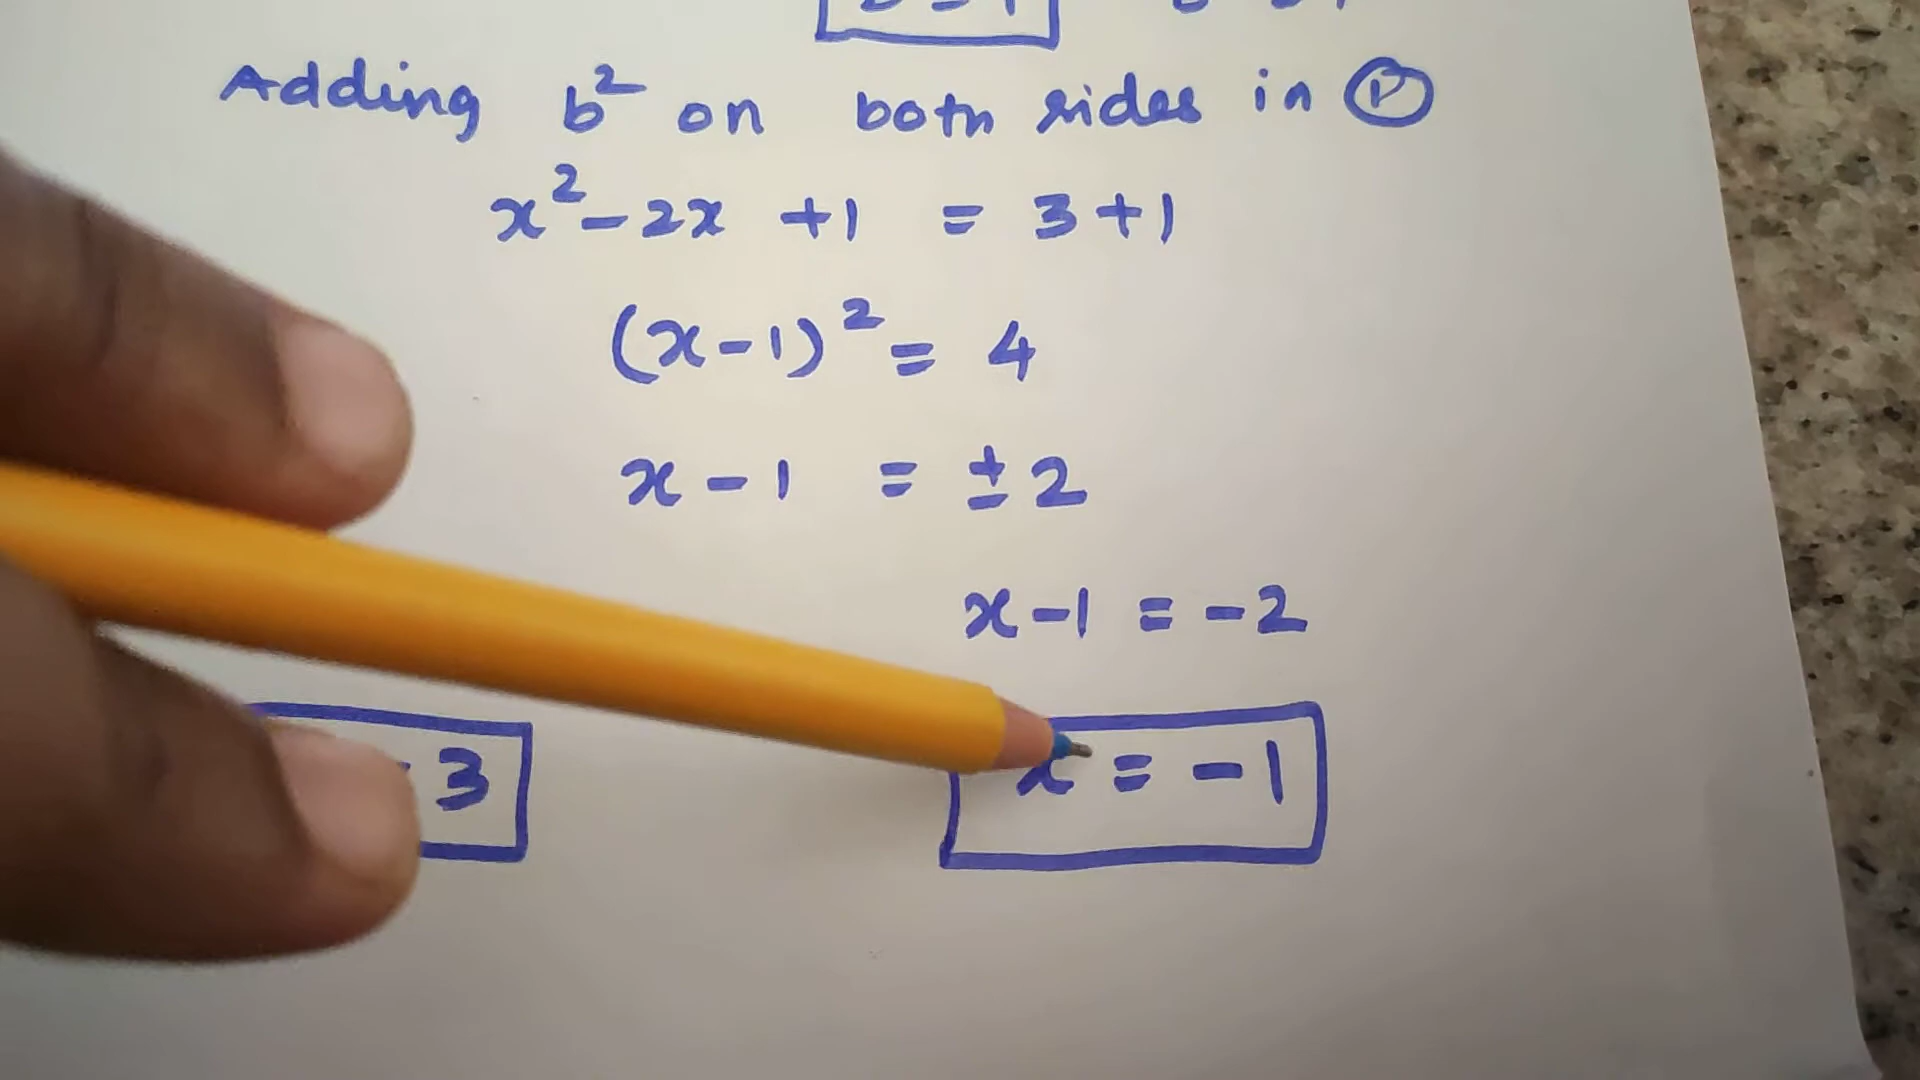 Adding b² on both sides in ①
x² - 2x + 1 = 3 + 1
(x - 1)² = 4
x - 1 = ± 2
x - 1 = -2
3
x = -1